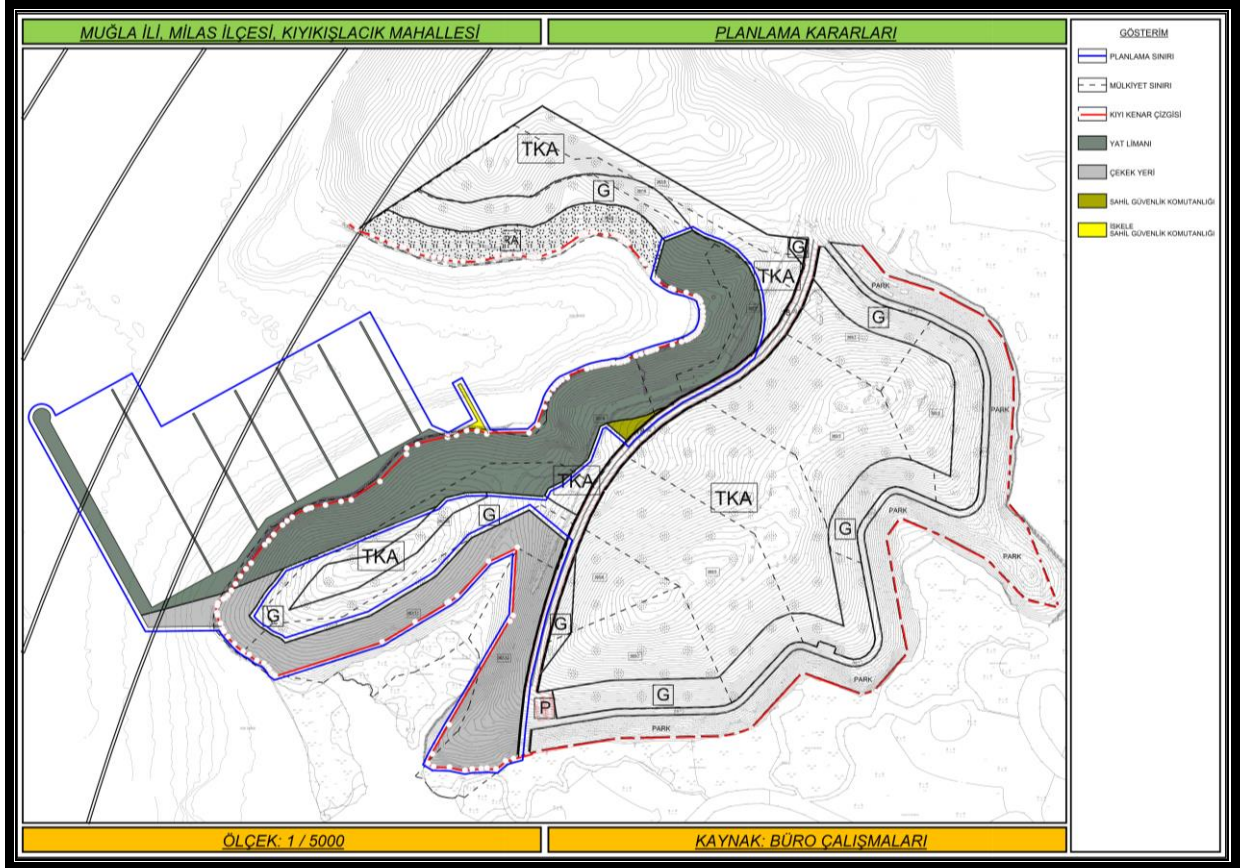 MUĞLA İLİ, MİLAS İLÇESİ, KIYIKIŞLACIK MAHALLESİ
PLANLAMA KARARLARI
GÖSTERİM
PLANLAMA SINIRI
MÜLKİYET SINIRI
KIYI KENAR ÇİZGİSİ
YAT LİMANI
ÇEKEK YERİ
SAHİL GÜVENLİK KOMUTANLIĞI
İSKELE
SAHİL GÜVENLİK KOMUTANLIĞI
TKA
G
G
TKA
PARK
G
PARK
TKA
TKA
G
G
PARK
TKA
PARK
G
G
PARK
G
P
PARK
ÖLÇEK: 1 / 5000
KAYNAK: BÜRO ÇALIŞMALARI